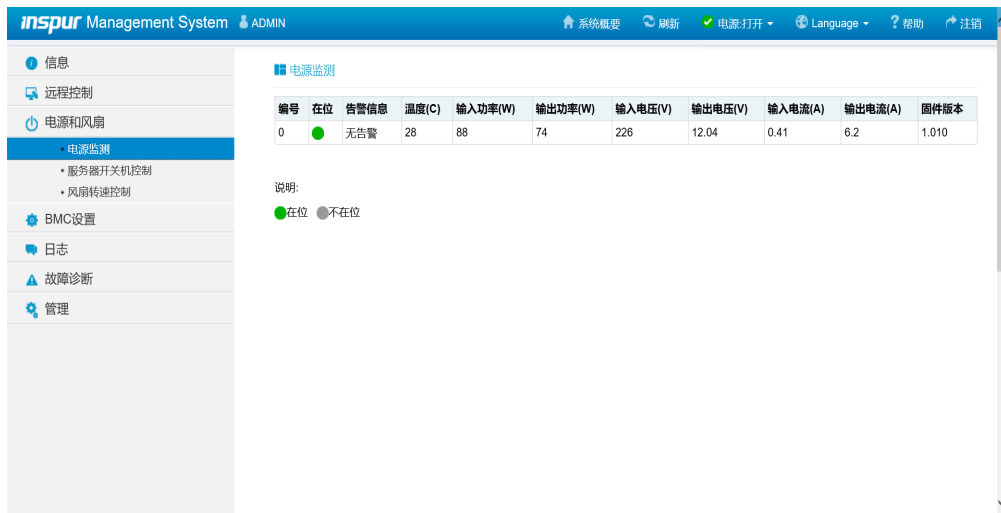 inspur Management System ADMIN 系统概要 刷新 电源:打开 Language ?帮助 注销
信息
远程控制
电源和风扇
• 电源监测
• 服务器开关机控制
• 风扇转速控制
BMC设置
日志
故障诊断
管理
电源监测
编号 在位 告警信息 温度(C) 输入功率(W) 输出功率(W) 输入电压(V) 输出电压(V) 输入电流(A) 输出电流(A) 固件版本
0 无告警 28 88 74 226 12.04 0.41 6.2 1.010
说明:
在位 不在位